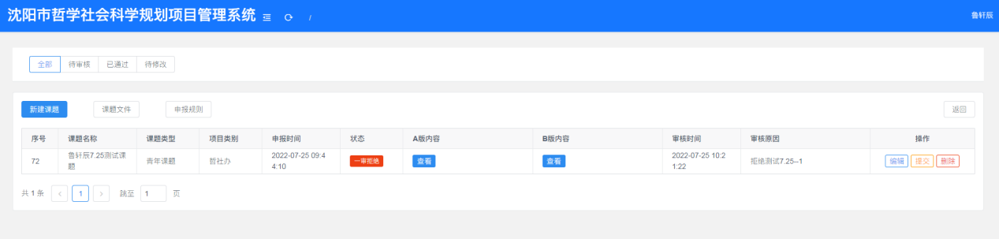 沈阳市哲学社会科学规划项目管理系统 / 鲁轩辰
全部 待审核 已通过 待修改
新建课题 课题文件 申报规则 返回
序号 课题名称 课题类型 项目类别 申报时间 状态 A版内容 B版内容 审核时间 审核原因 操作
72 鲁轩辰7.25测试课题 青年课题 哲社办 2022-07-25 09:44:10 一审拒绝 查看 查看 2022-07-25 10:21:22 拒绝测试7.25--1 编辑 提交 删除
共 1 条 < 1 > 跳至 1 页